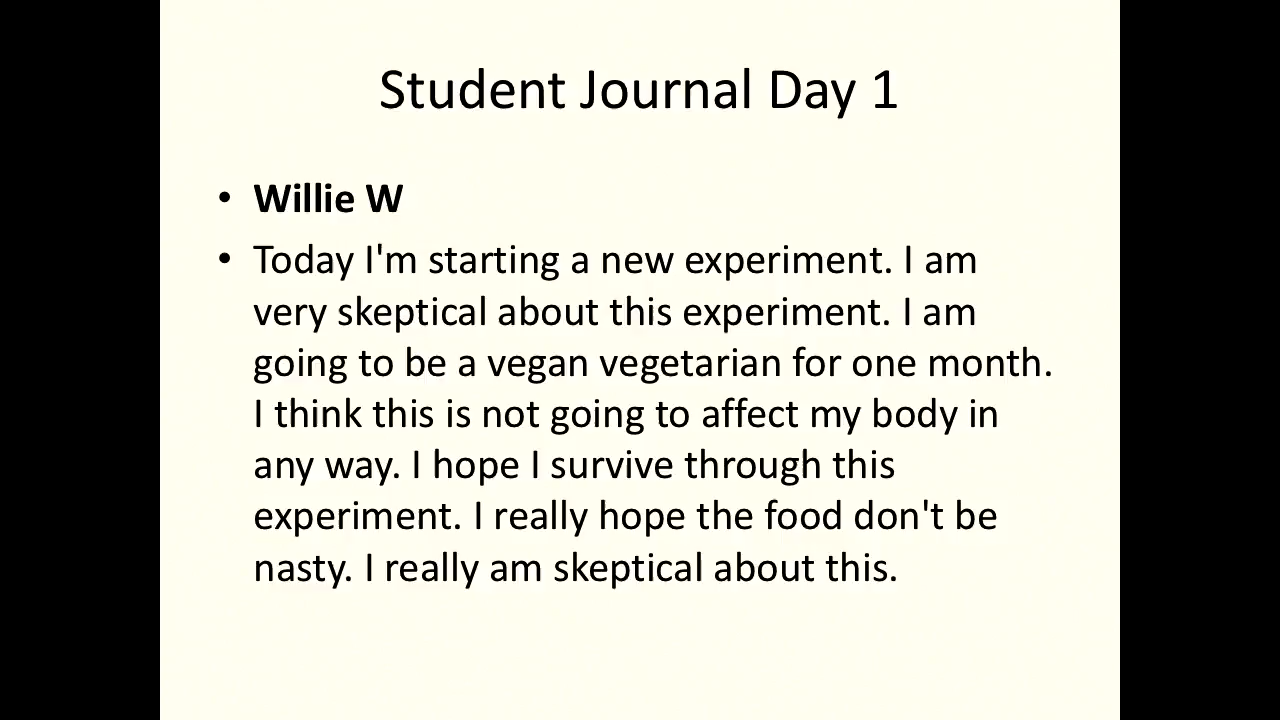 Student Journal Day 1
• Willie W
• Today I'm starting a new experiment. I am
very skeptical about this experiment. I am
going to be a vegan vegetarian for one month.
I think this is not going to affect my body in
any way. I hope I survive through this
experiment. I really hope the food don't be
nasty. I really am skeptical about this.